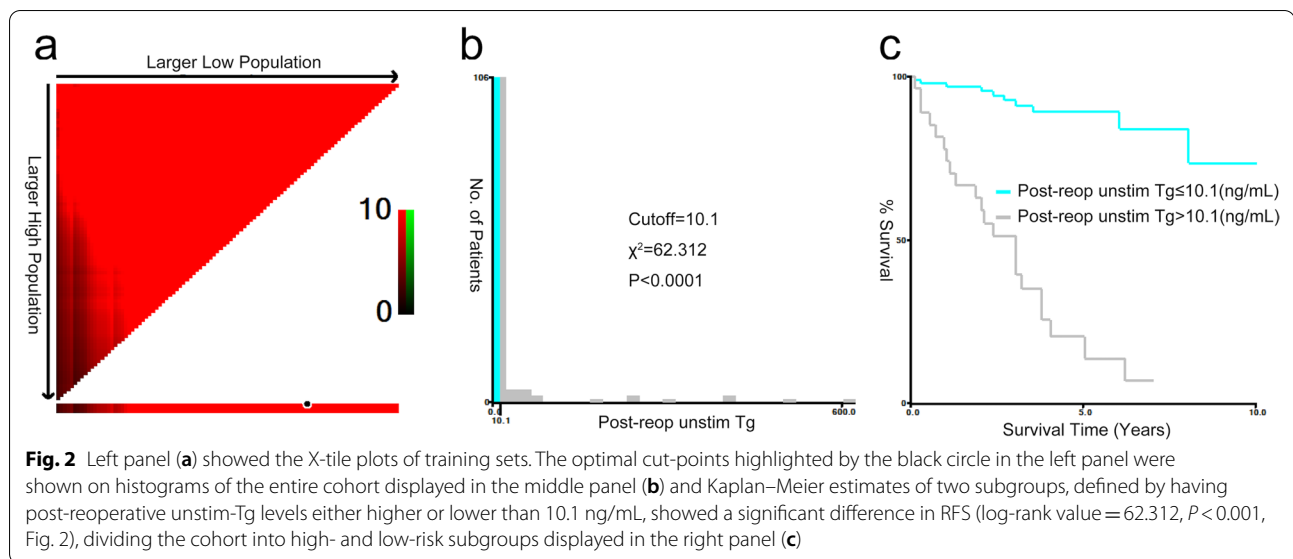 a
Larger Low Population
Larger High Population
10
0
b
106
No. of Patients
0
Cutoff=10.1
χ²=62.312
P<0.0001
0.0
10.1
600.0
Post-reop unstim Tg
c
100
% Survival
50
0
Post-reop unstim Tg≤10.1(ng/mL)
Post-reop unstim Tg>10.1(ng/mL)
0.0
5.0
10.0
Survival Time (Years)
Fig. 2 Left panel (a) showed the X-tile plots of training sets. The optimal cut-points highlighted by the black circle in the left panel were
shown on histograms of the entire cohort displayed in the middle panel (b) and Kaplan–Meier estimates of two subgroups, defined by having
post-reoperative unstim-Tg levels either higher or lower than 10.1 ng/mL, showed a significant difference in RFS (log-rank value = 62.312, P < 0.001,
Fig. 2), dividing the cohort into high- and low-risk subgroups displayed in the right panel (c)